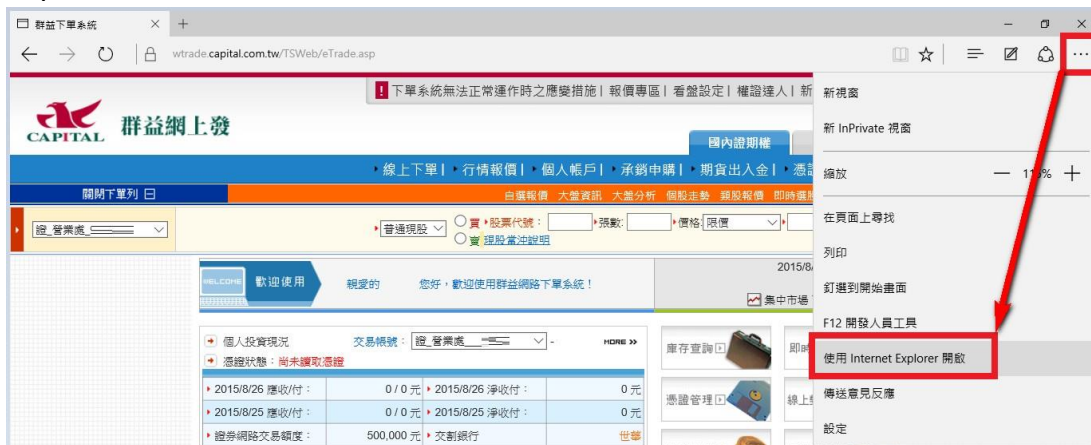 群益下單系統
wtrade.capital.com.tw/TSWeb/eTrade.asp
! 下單系統無法正常運作時之應變措施 | 報價專區 | 看盤設定 | 權證達人 | 新
CAPITAL 群益網上發
國內證期權
線上下單 | 行情報價 | 個人帳戶 | 承銷申購 | 期貨出入金 | 憑
關閉下單列
自選報價 大盤資訊 大盤分析 個股走勢 類股報價 即時選
證_營業處_
普通現股
買 股票代號：
張數:
價格:
限價
賣 現股當沖說明
WELCOME
歡迎使用
親愛的 您好，歡迎使用群益網路下單系統！
2015/8/
集中市場
個人投資現況
交易帳號：
證_營業處_
-
MORE »
憑證狀態：尚未讀取憑證
2015/8/26 應收/付： 0 / 0 元 2015/8/26 淨收付： 0 元
2015/8/25 應收/付： 0 / 0 元 2015/8/25 淨收付： 0 元
證券網路交易額度： 500,000 元 交割銀行 世華
庫存查詢
即時
憑證管理
線上
新視窗
新 InPrivate 視窗
縮放
在頁面上尋找
列印
釘選到開始畫面
F12 開發人員工具
使用 Internet Explorer 開啟
傳送意見反應
設定